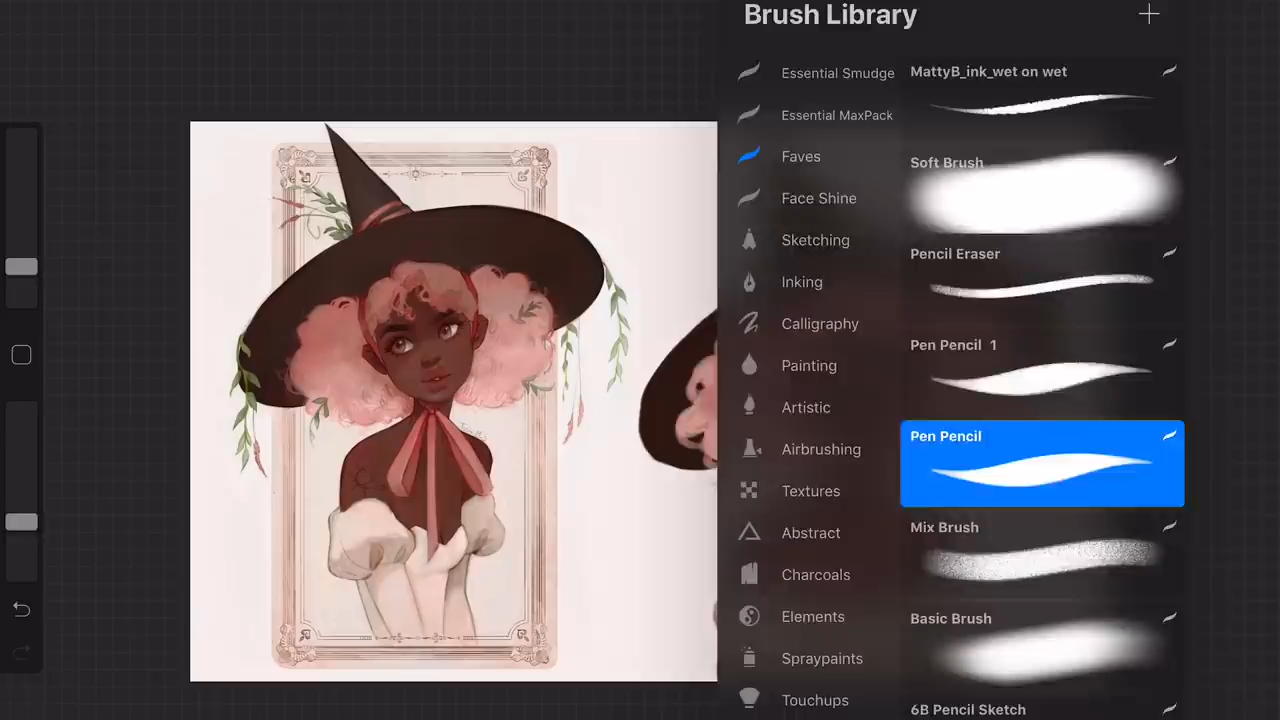 Brush Library
Essential Smudge
Essential MaxPack
Faves
Face Shine
Sketching
Inking
Calligraphy
Painting
Artistic
Airbrushing
Textures
Abstract
Charcoals
Elements
Spraypaints
Touchups
MattyB_ink_wet on wet
Soft Brush
Pencil Eraser
Pen Pencil 1
Pen Pencil
Mix Brush
Basic Brush
6B Pencil Sketch